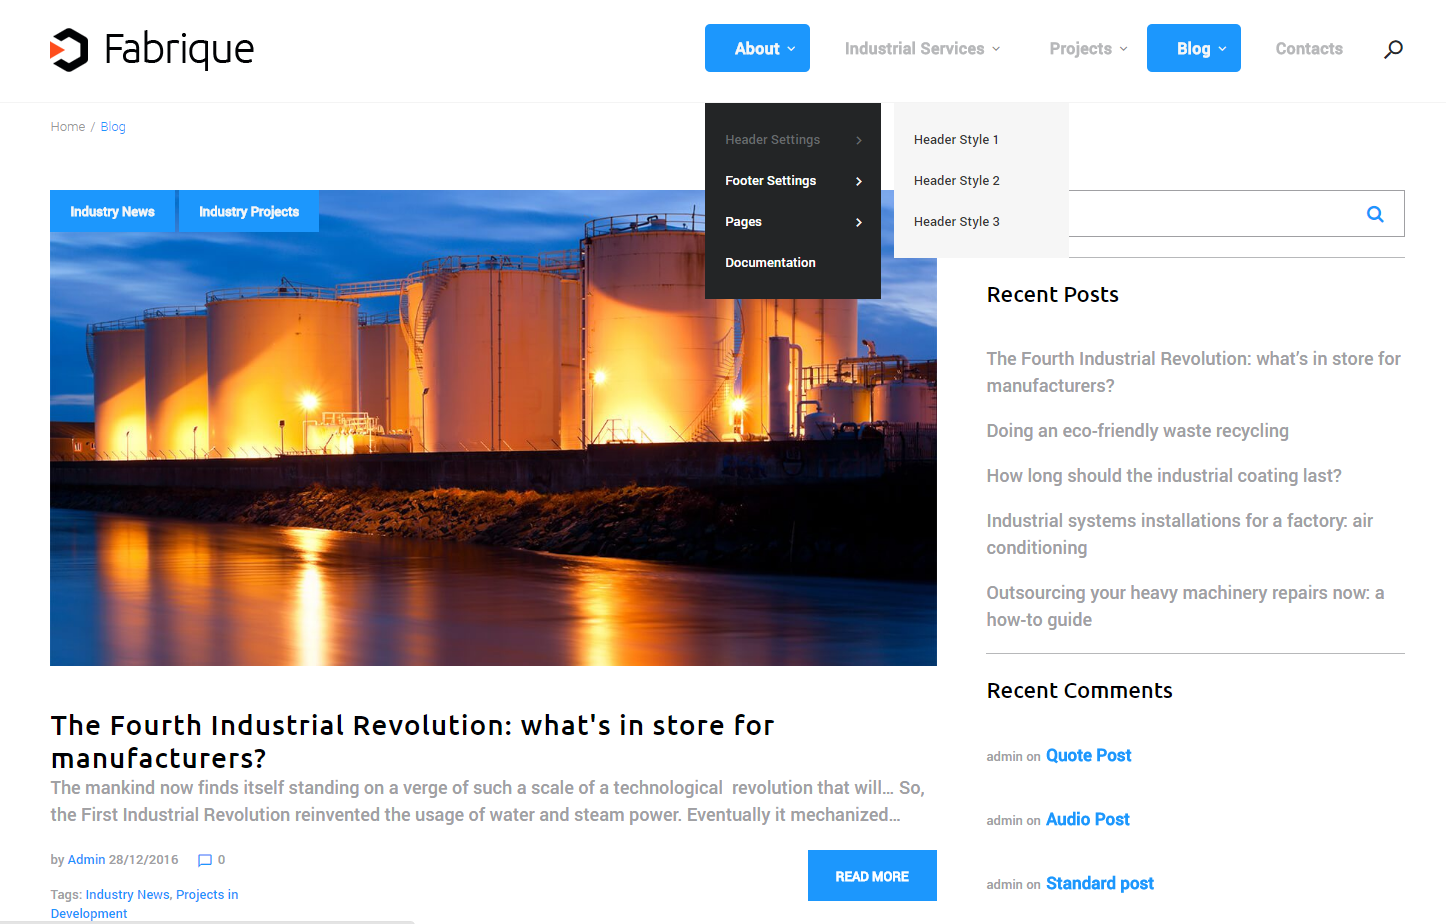 Fabrique
About
Industrial Services
Projects
Blog
Contacts
Home / Blog
Header Settings
Footer Settings
Pages
Documentation
Header Style 1
Header Style 2
Header Style 3
Industry News
Industry Projects
The Fourth Industrial Revolution: what's in store for
manufacturers?
The mankind now finds itself standing on a verge of such a scale of a technological  revolution that will... So,
the First Industrial Revolution reinvented the usage of water and steam power. Eventually it mechanized...
by Admin 28/12/2016 0
READ MORE
Tags: Industry News, Projects in
Development
Recent Posts
The Fourth Industrial Revolution: what’s in store for
manufacturers?
Doing an eco-friendly waste recycling
How long should the industrial coating last?
Industrial systems installations for a factory: air
conditioning
Outsourcing your heavy machinery repairs now: a
how-to guide
Recent Comments
admin on Quote Post
admin on Audio Post
admin on Standard post